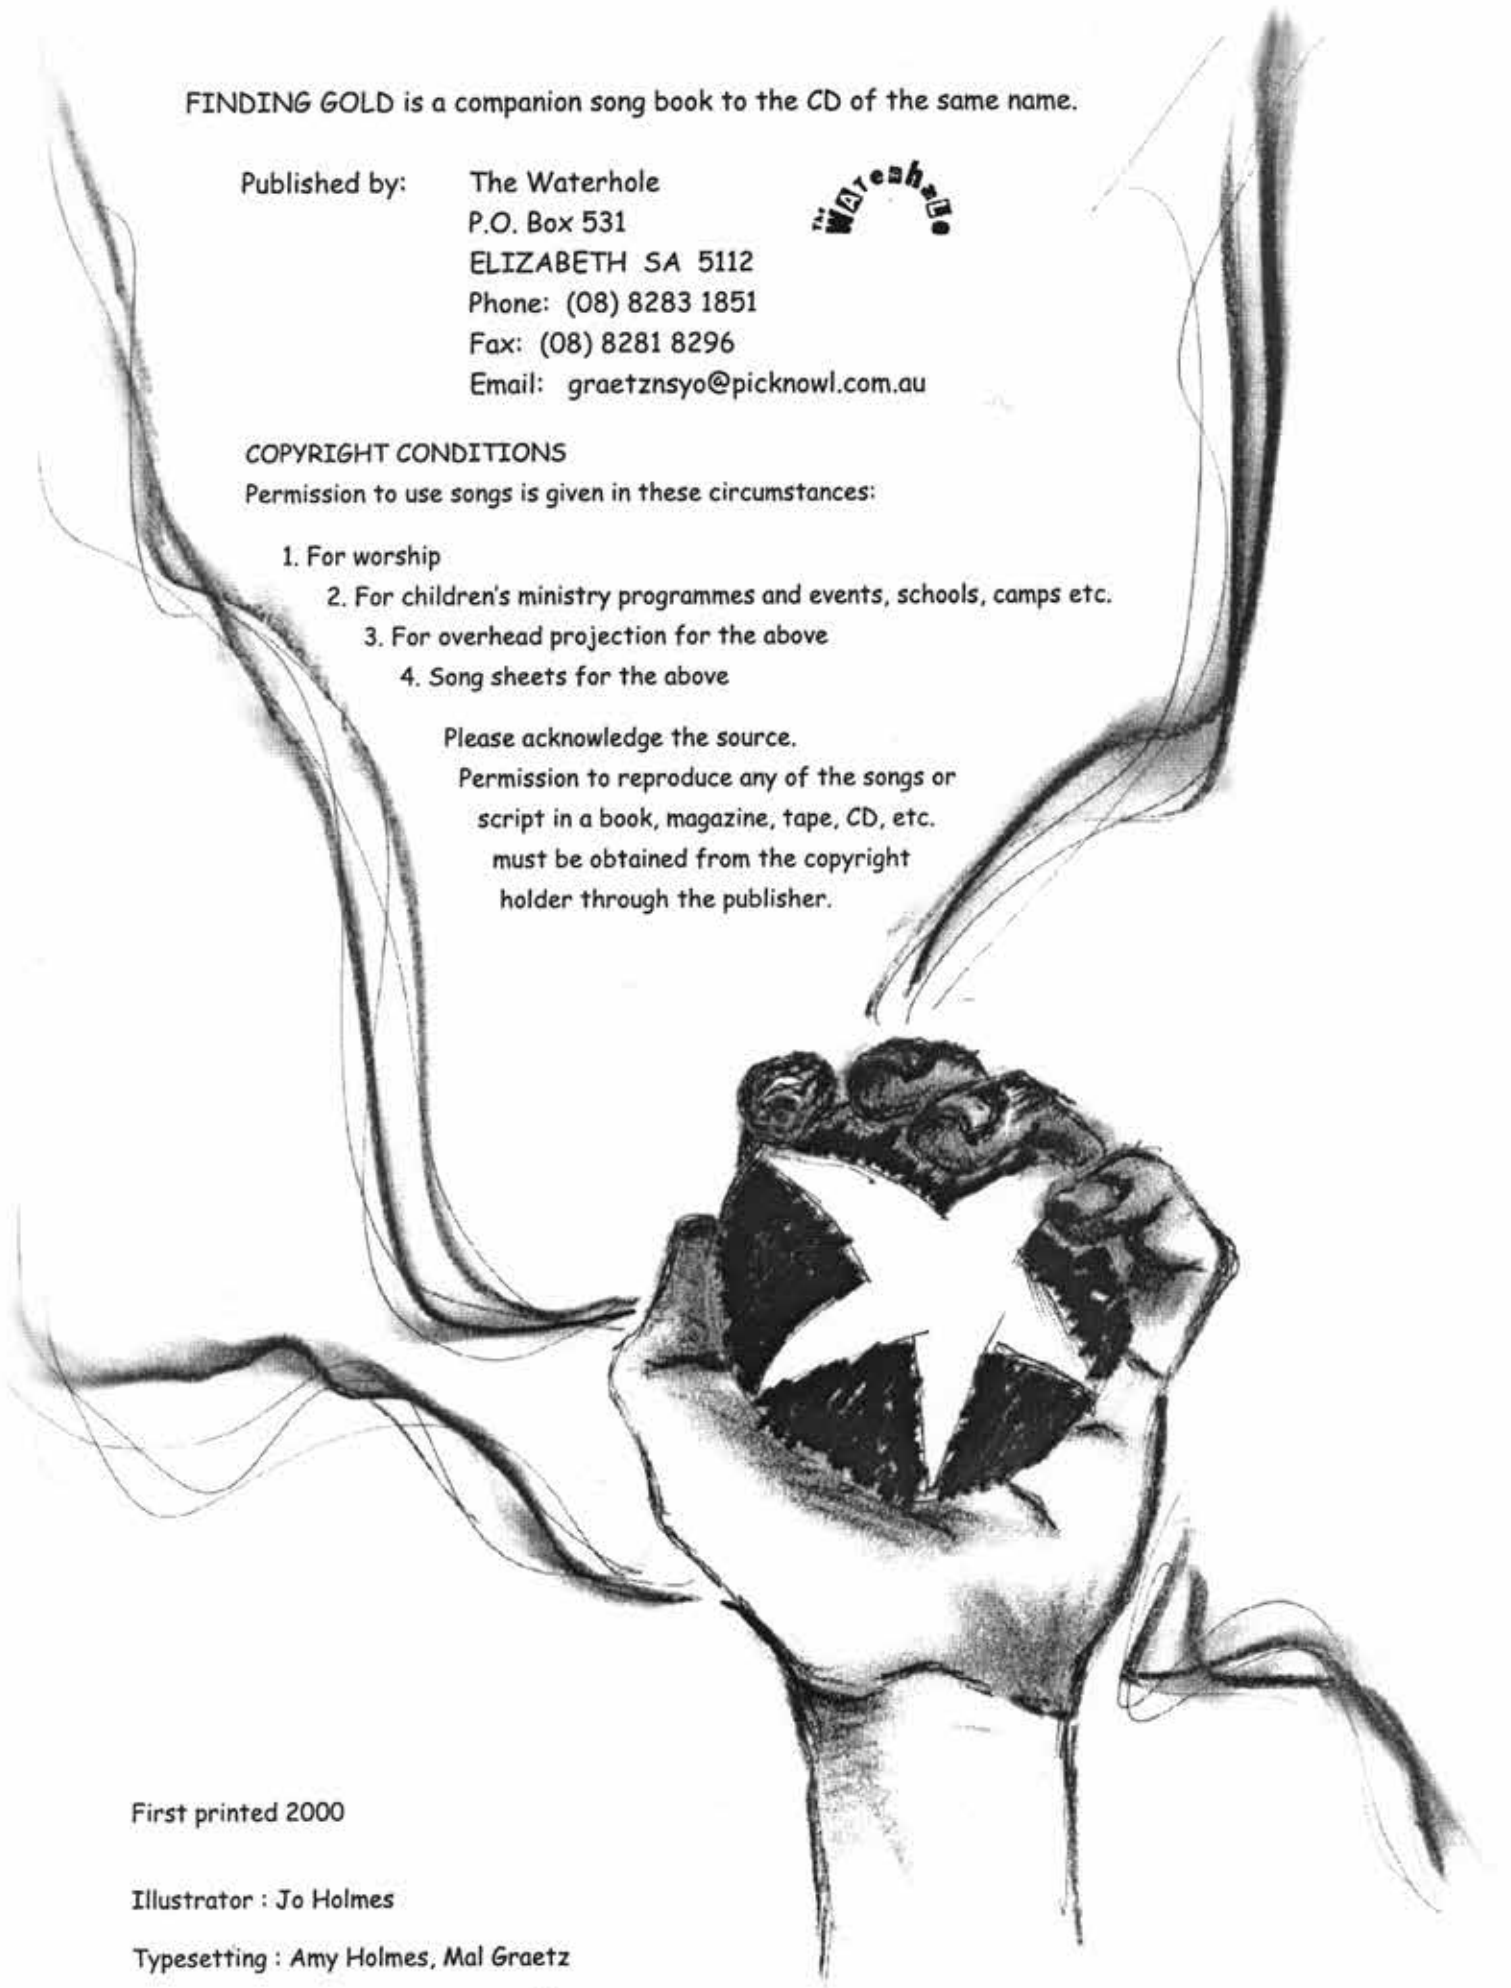 FINDING GOLD is a companion song book to the CD of the same name.
Published by: The Waterhole
The WATeRhoLe
P.O. Box 531
ELIZABETH SA 5112
Phone: (08) 8283 1851
Fax: (08) 8281 8296
Email: graetznsyo@picknowl.com.au
COPYRIGHT CONDITIONS
Permission to use songs is given in these circumstances:
1. For worship
2. For children's ministry programmes and events, schools, camps etc.
3. For overhead projection for the above
4. Song sheets for the above
Please acknowledge the source.
Permission to reproduce any of the songs or
script in a book, magazine, tape, CD, etc.
must be obtained from the copyright
holder through the publisher.
First printed 2000
Illustrator : Jo Holmes
Typesetting : Amy Holmes, Mal Graetz